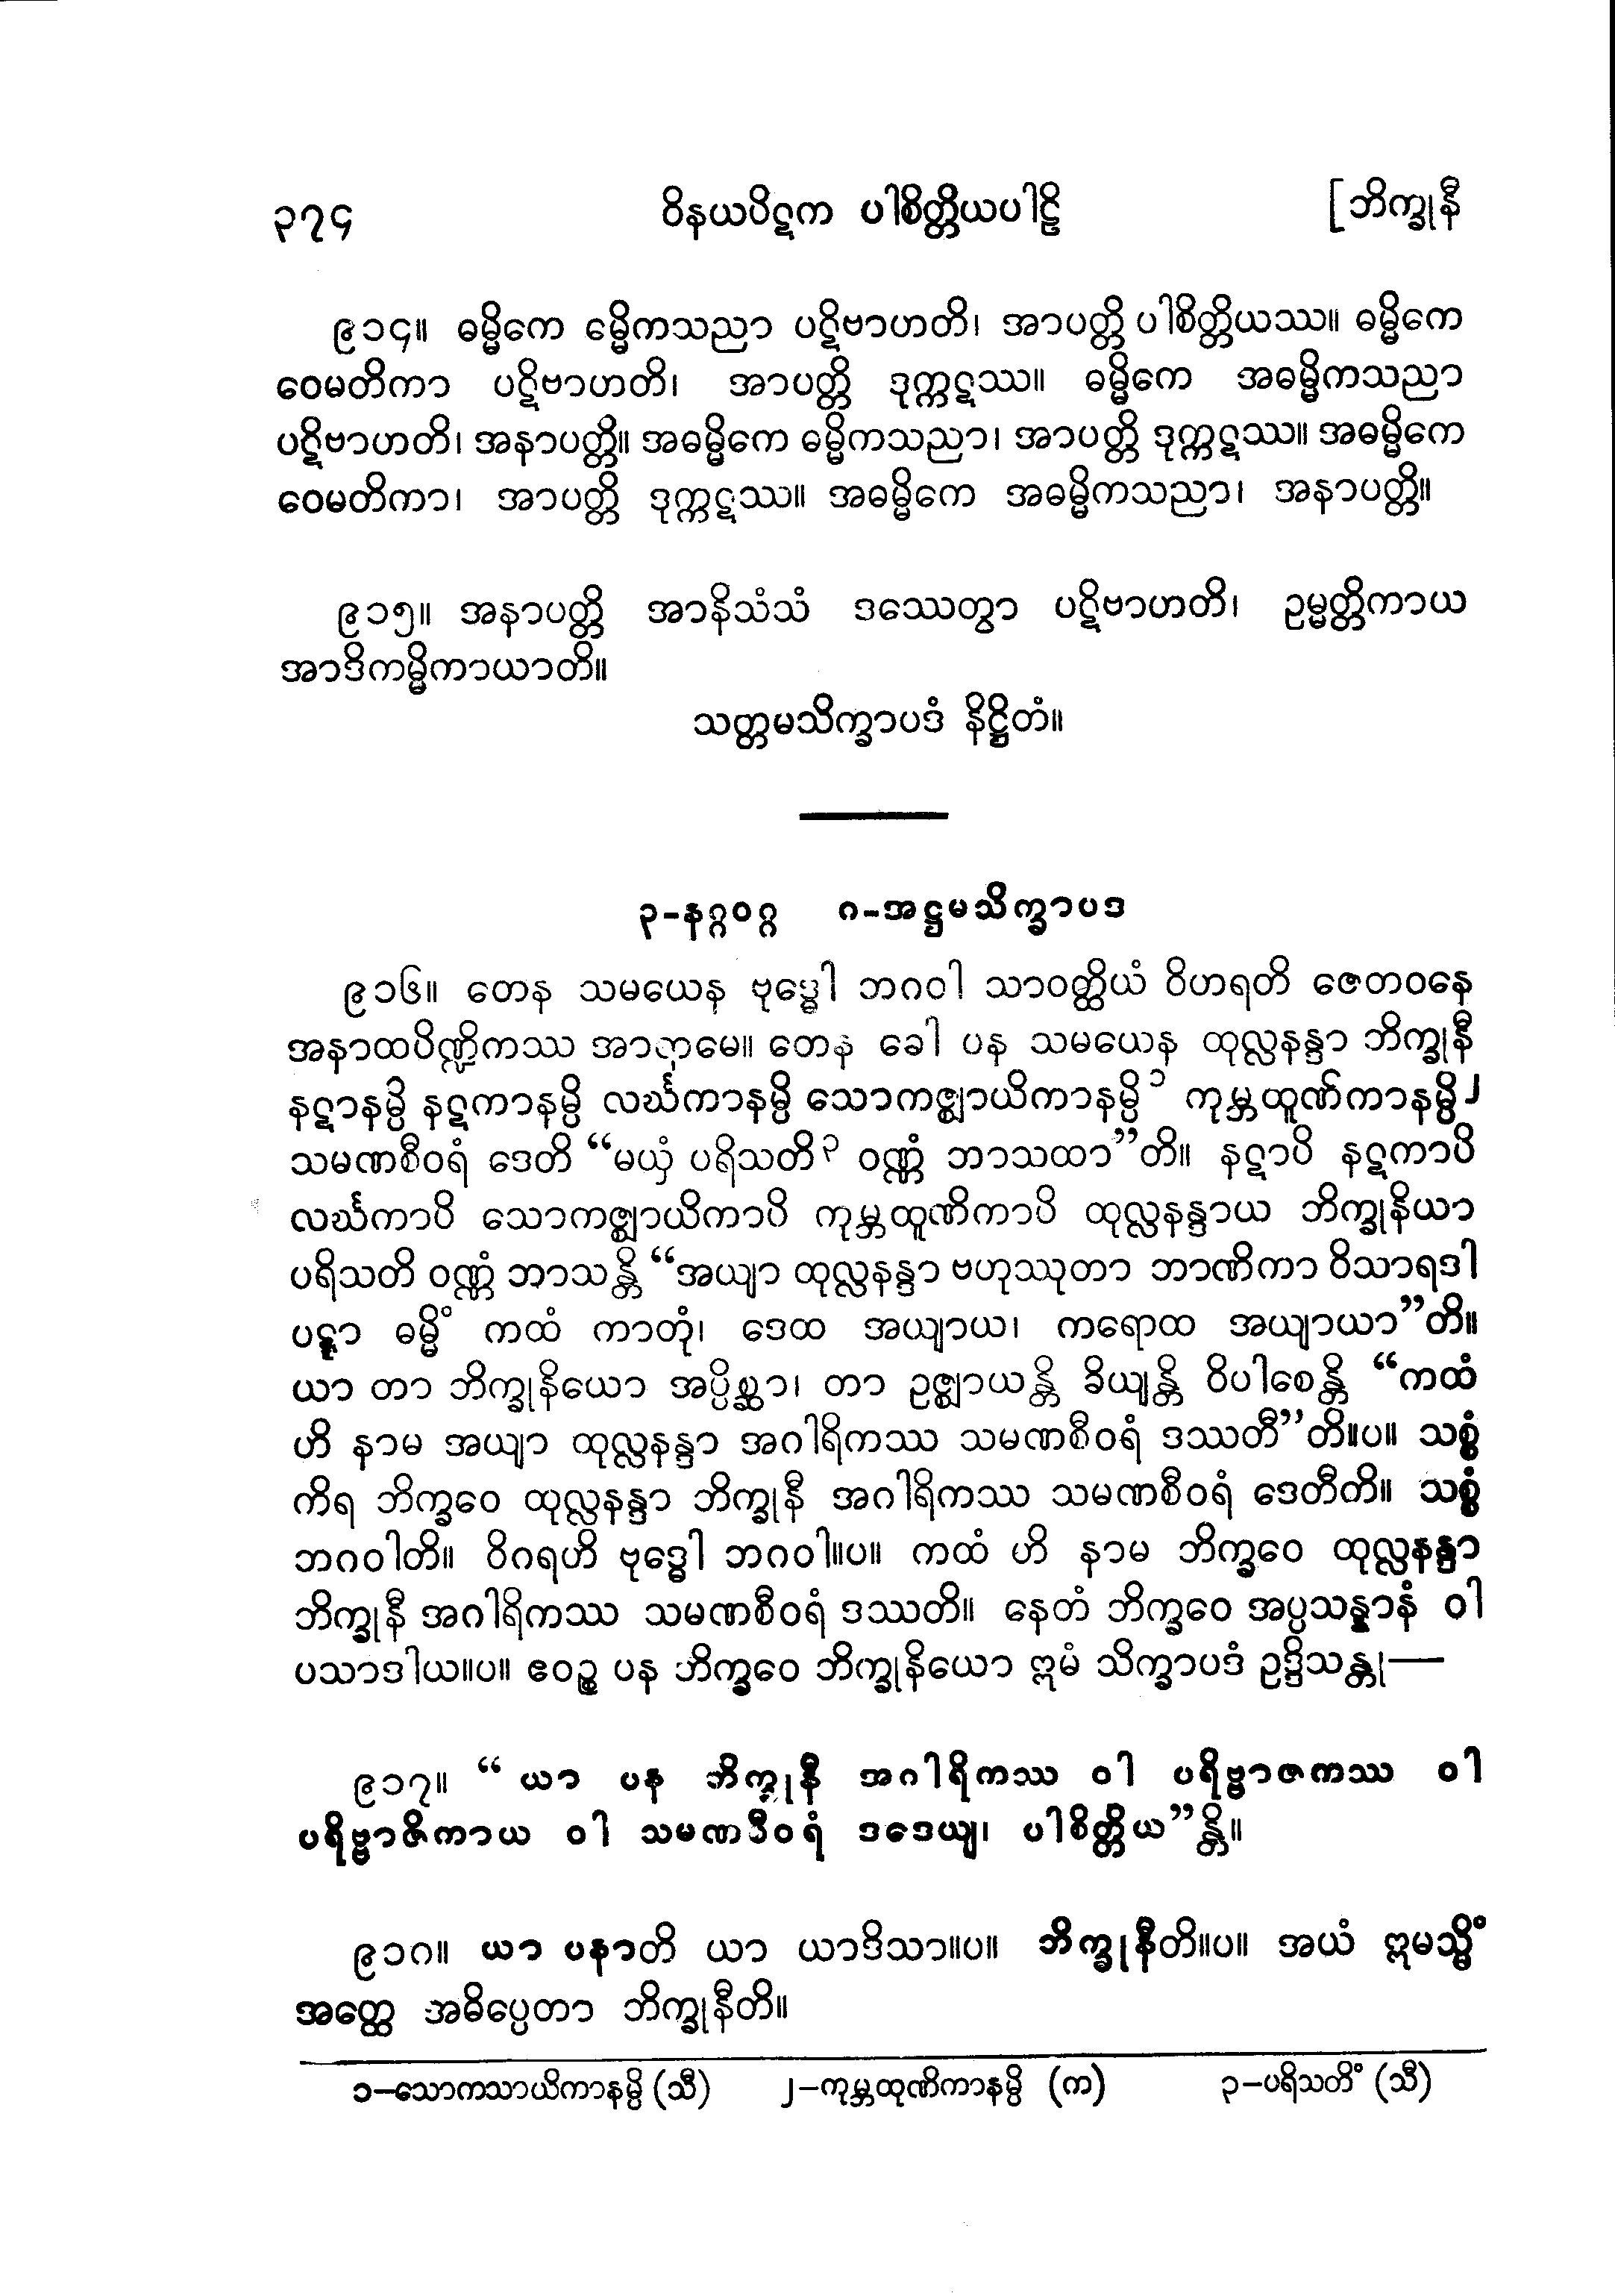 ၃၇၄ ဝိနယပိဋက ပါစိတ္တိယပါဠိ [ဘိက္ခုနီ
၉၁၄။ ဓမ္မိကေ ဓမ္မိကသညာ ပဋိဗာဟတိ၊ အာပတ္တိ ပါစိတ္တိယဿ။ ဓမ္မိကေ
ဝေမတိကာ ပဋိဗာဟတိ၊ အာပတ္တိ ဒုက္ကဋဿ။ ဓမ္မိကေ အဓမ္မိကသညာ
ပဋိဗာဟတိ၊ အနာပတ္တိ။ အဓမ္မိကေ ဓမ္မိကသညာ၊ အာပတ္တိ ဒုက္ကဋဿ။ အဓမ္မိကေ
ဝေမတိကာ၊ အာပတ္တိ ဒုက္ကဋဿ။ အဓမ္မိကေ အဓမ္မိကသညာ၊ အနာပတ္တိ။
၉၁၅။ အနာပတ္တိ အာနိသံသံ ဒဿေတွာ ပဋိဗာဟတိ၊ ဥမ္မတ္တိကာယ
အာဒိကမ္မိကာယာတိ။
သတ္တမသိက္ခာပဒံ နိဋ္ဌိတံ။
၃-နဂ္ဂဝဂ္ဂ ၈-အဋ္ဌမသိက္ခာပဒ
၉၁၆။ တေန သမယေန ဗုဒ္ဓေါ ဘဂဝါ သာဝတ္ထိယံ ဝိဟရတိ ဇေတဝနေ
အနာထပိဏ္ဍိကဿ အာရာမေ။ တေန ခေါ ပန သမယေန ထုလ္လနန္ဒာ ဘိက္ခုနီ
နဋာနမ္ပိ နဋကာနမ္ပိ လင်္ဃကာနမ္ပိ သောကဇ္ဈာယိကာနမ္ပိ၁ ကုမ္ဘထူဏိကာနမ္ပိ၂
သမဏစီဝရံ ဒေတိ “မယှံ ပရိသတိ၃ ဝဏ္ဏံ ဘာသထာ”တိ။ နဋာပိ နဋကာပိ
လင်္ဃကာပိ သောကဇ္ဈာယိကာပိ ကုမ္ဘထူဏိကာပိ ထုလ္လနန္ဒာယ ဘိက္ခုနိယာ
ပရိသတိ ဝဏ္ဏံ ဘာသန္တိ “အယျာ ထုလ္လနန္ဒာ ဗဟုဿုတာ ဘာဏိကာ ဝိသာရဒါ
ပဋ္ဋာ ဓမ္မိံ ကထံ ကာတုံ၊ ဒေထ အယျာယ၊ ကရောထ အယျာယာ”တိ။
ယာ တာ ဘိက္ခုနိယော အပ္ပိစ္ဆာ၊ တာ ဥဇ္ဈာယန္တိ ခိယျန္တိ ဝိပါစေန္တိ “ကထံ
ဟိ နာမ အယျာ ထုလ္လနန္ဒာ အဂါရိကဿ သမဏစီဝရံ ဒဿတီ”တိ။ပ။ သစ္စံ
ကိရ ဘိက္ခဝေ ထုလ္လနန္ဒာ ဘိက္ခုနီ အဂါရိကဿ သမဏစီဝရံ ဒေတီတိ။ သစ္စံ
ဘဂဝါတိ။ ဝိဂရဟိ ဗုဒ္ဓေါ ဘဂဝါ။ပ။ ကထံ ဟိ နာမ ဘိက္ခဝေ ထုလ္လနန္ဒာ
ဘိက္ခုနီ အဂါရိကဿ သမဏစီဝရံ ဒဿတိ။ နေတံ ဘိက္ခဝေ အပ္ပသန္နာနံ ဝါ
ပသာဒါယ။ပ။ ဧဝဉ္စ ပန ဘိက္ခဝေ ဘိက္ခုနိယော ဣမံ သိက္ခာပဒံ ဥဒ္ဒိသန္တု—
၉၁၇။ “ ယာ ပန ဘိက္ခုနီ အဂါရိကဿ ဝါ ပရိဗ္ဗာဇကဿ ဝါ
ပရိဗ္ဗာဇိကာယ ဝါ သမဏစီဝရံ ဒဒေယျ၊ ပါစိတ္တိယ”န္တိ။
၉၁၈။ ယာ ပနာတိ ယာ ယာဒိသာ။ပ။ ဘိက္ခုနီတိ။ပ။ အယံ ဣမသ္မိံ
အတ္ထေ အဓိပ္ပေတာ ဘိက္ခုနီတိ။
၁—သောကသာယိကာနမ္ပိ (သီ) ၂—ကုမ္ဘထုဏိကာနမ္ပိ (က) ၃—ပရိသတိံ (သီ)